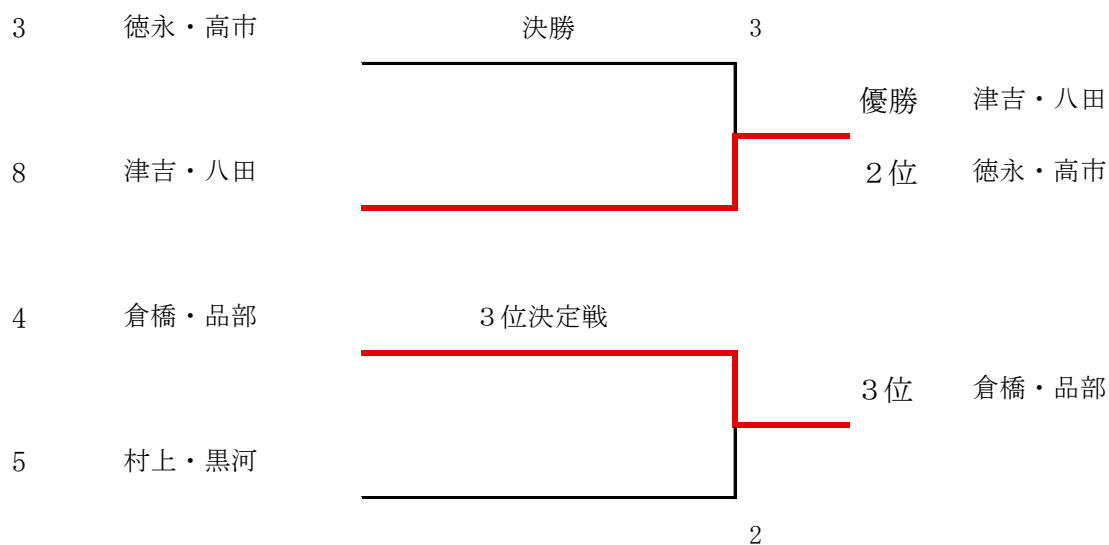 3 徳永・高市 決勝 3
優勝 津吉・八田
8 津吉・八田 ２位 徳永・高市
4 倉橋・品部 ３位決定戦
３位 倉橋・品部
5 村上・黒河
2